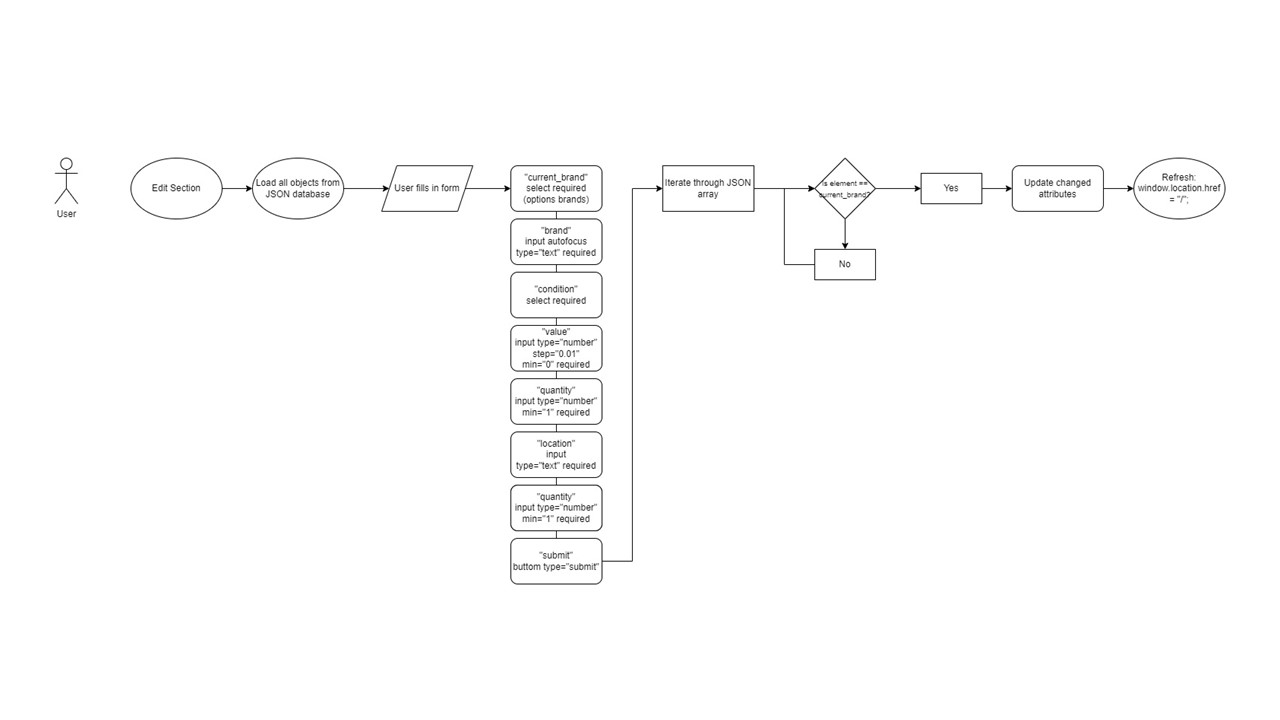 User
Edit Section
Load all objects from
JSON database
User fills in form
"current_brand"
select required
(options brands)
"brand"
input autofocus
type="text" required
"condition"
select required
"value"
input type="number"
step="0.01"
min="0" required
"quantity"
input type="number"
min="1" required
"location"
input
type="text" required
"quantity"
input type="number"
min="1" required
"submit"
buttom type="submit"
Iterate through JSON
array
Is element ==
current_brand?
No
Yes
Update changed
attributes
Refresh:
window.location.href
= "/";